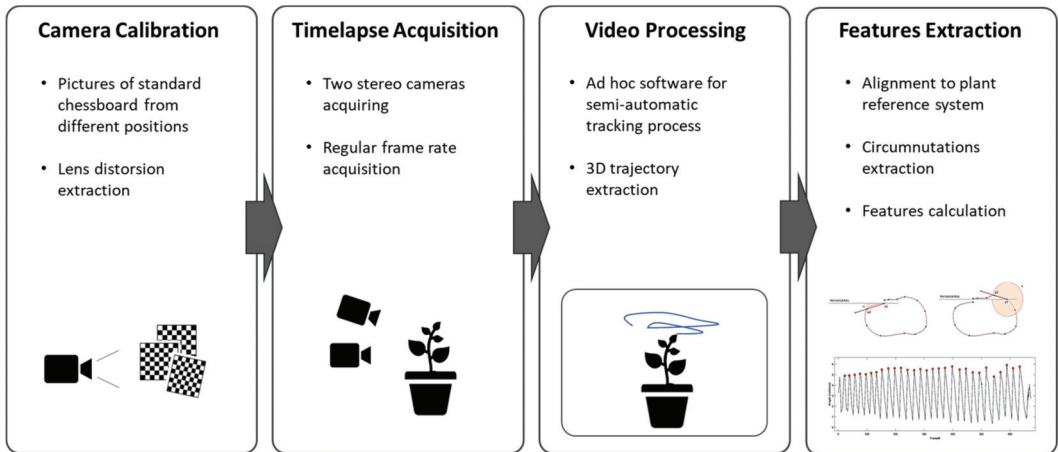 Camera Calibration
• Pictures of standard
chessboard from
different positions
• Lens distorsion
extraction
Timelapse Acquisition
• Two stereo cameras
acquiring
• Regular frame rate
acquisition
Video Processing
• Ad hoc software for
semi-automatic
tracking process
• 3D trajectory
extraction
Features Extraction
• Alignment to plant
reference system
• Circumnutations
extraction
• Features calculation